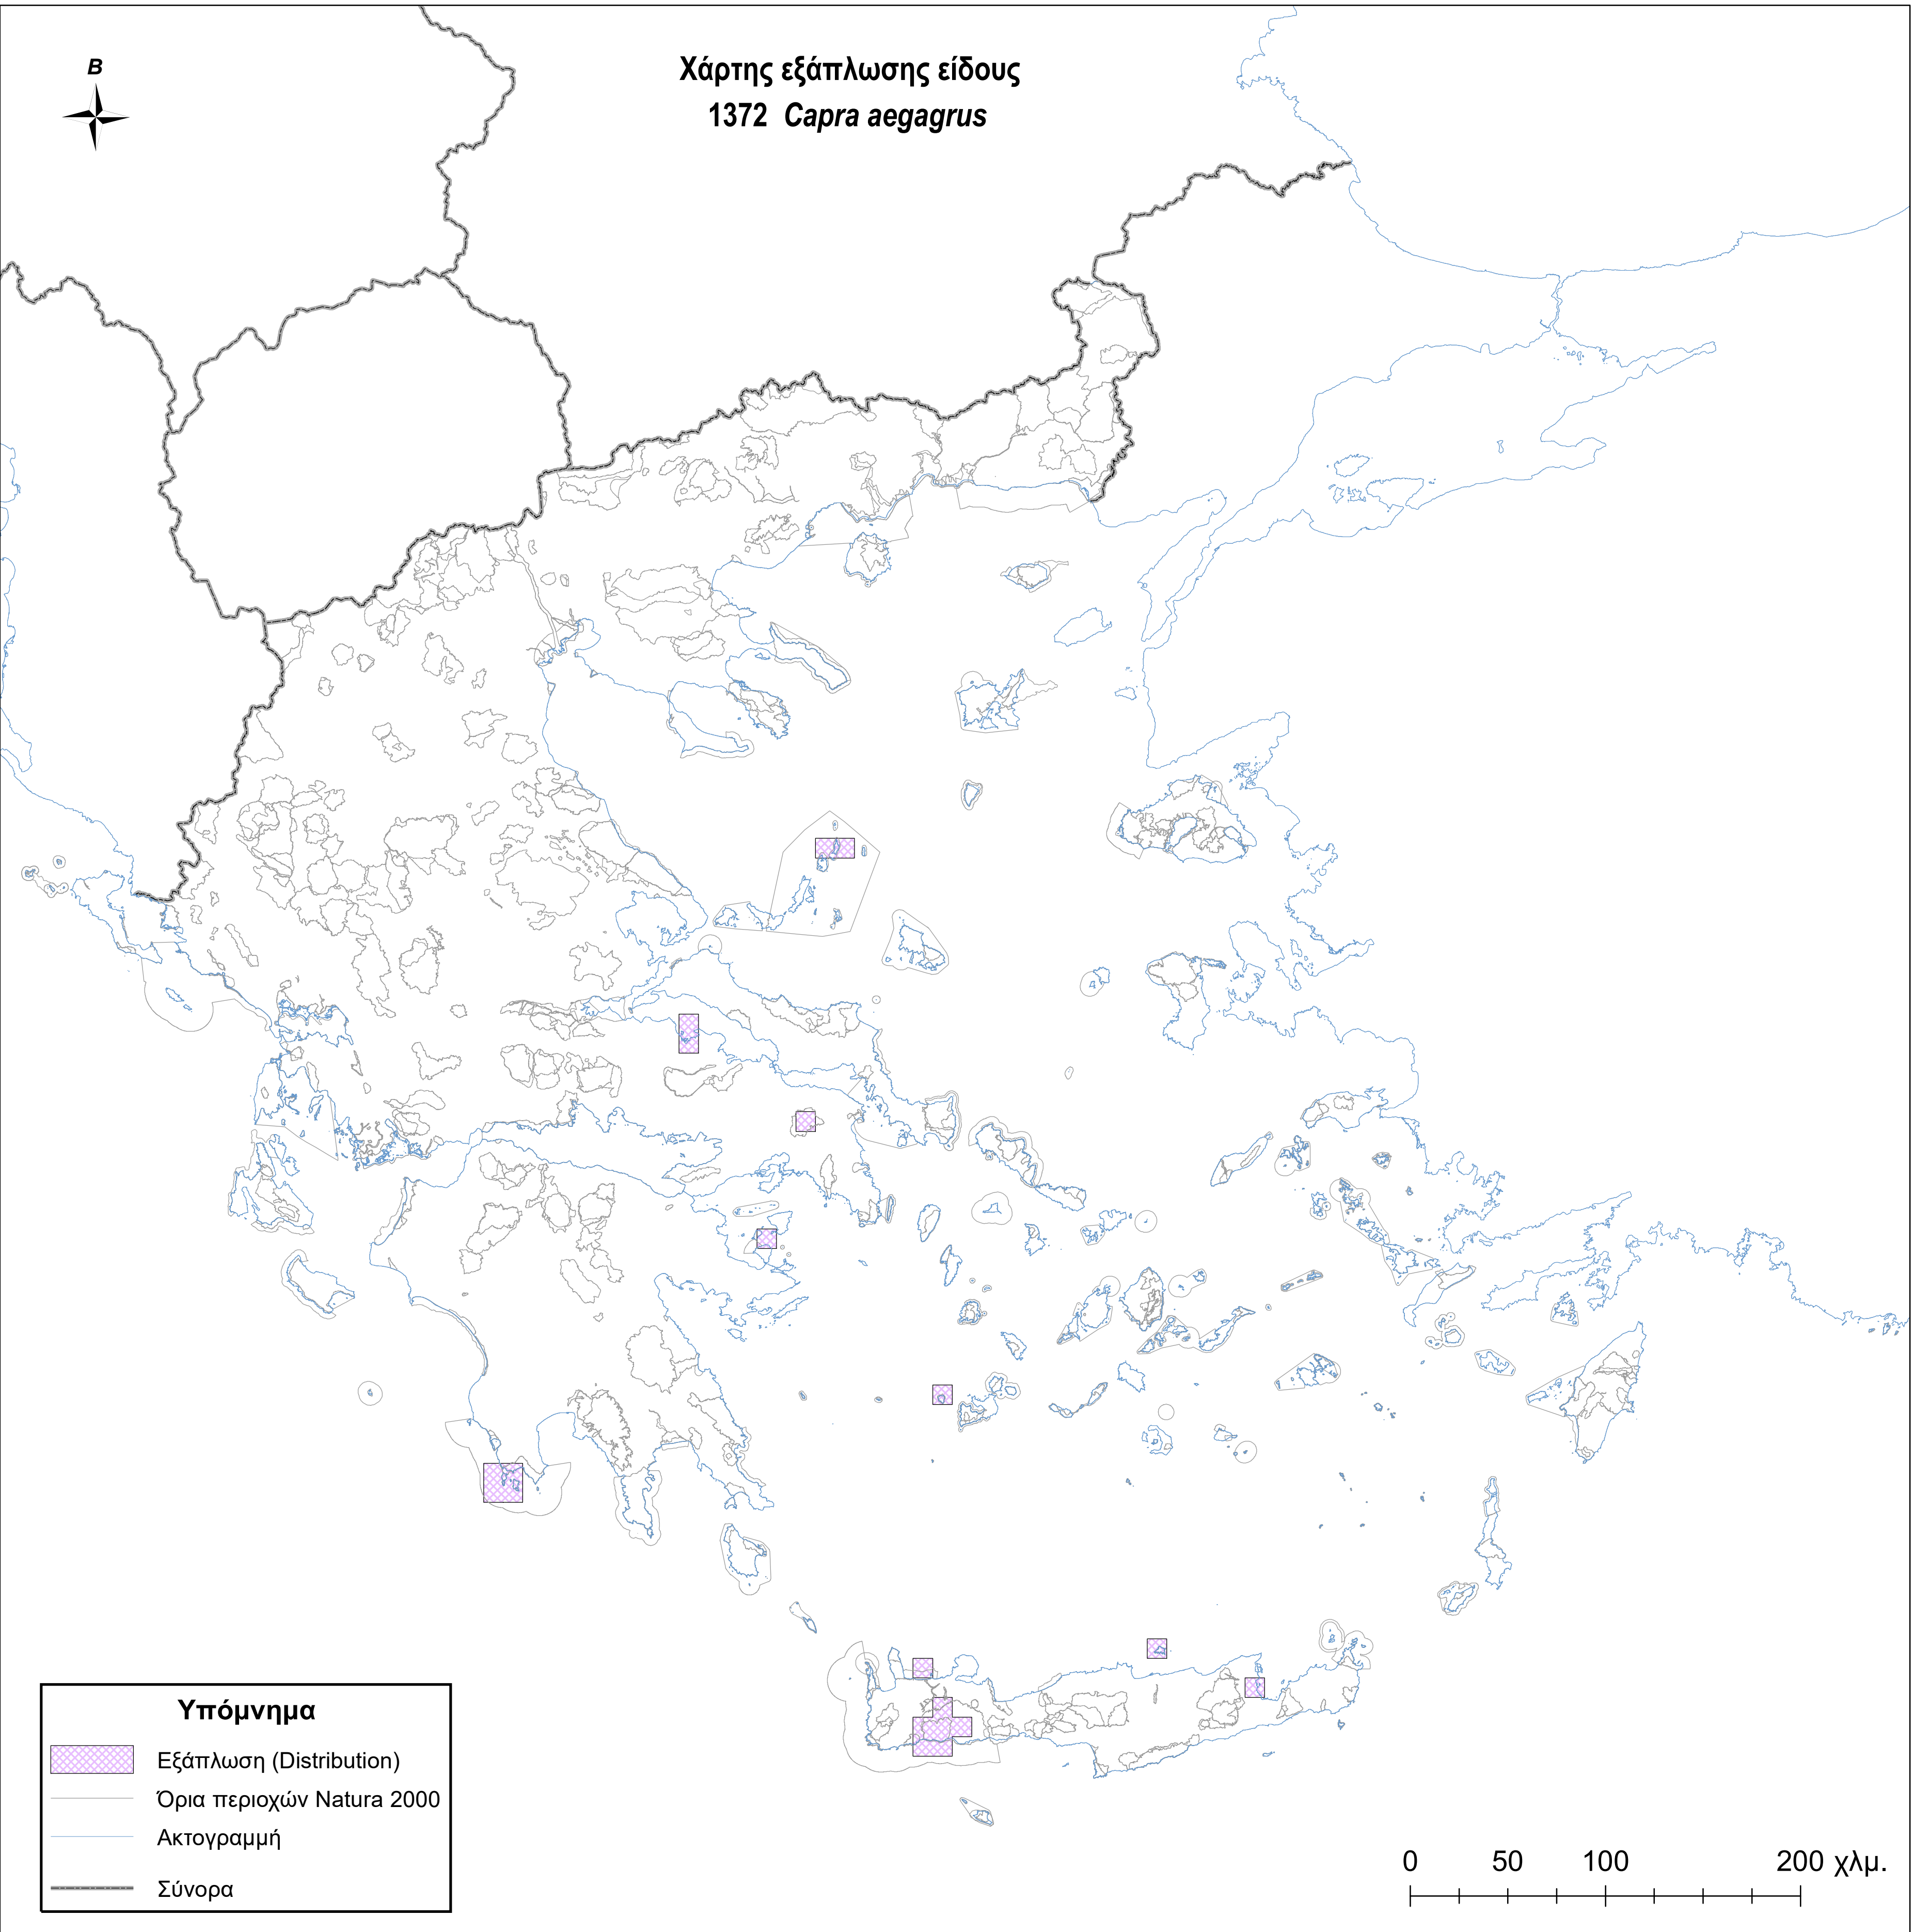 B
Χάρτης εξάπλωσης είδους
1372 Capra aegagrus
Υπόμνημα
Εξάπλωση (Distribution)
Όρια περιοχών Natura 2000
Ακτογραμμή
Σύνορα
0 50 100 200 χλμ.